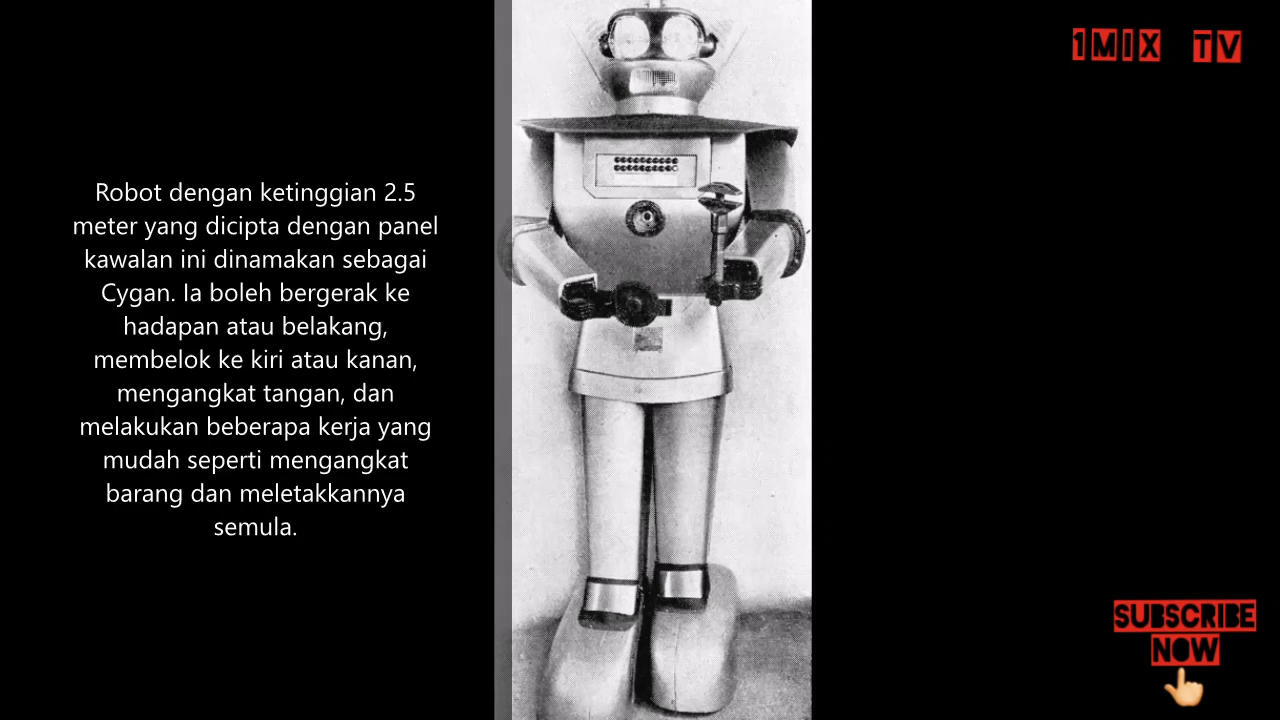 1MIX TV
Robot dengan ketinggian 2.5
meter yang dicipta dengan panel
kawalan ini dinamakan sebagai
Cygan. Ia boleh bergerak ke
hadapan atau belakang,
membelok ke kiri atau kanan,
mengangkat tangan, dan
melakukan beberapa kerja yang
mudah seperti mengangkat
barang dan meletakkannya
semula.
SUBSCRIBE
NOW